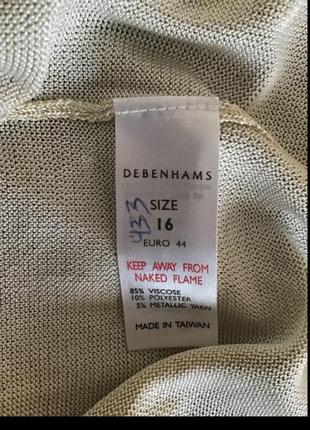 DEBENHAMS
433
SIZE
16
EURO 44
KEEP AWAY FROM
NAKED FLAME
85% VISCOSE
10% POLYESTER
5% METALLIC YARN
MADE IN TAIWAN